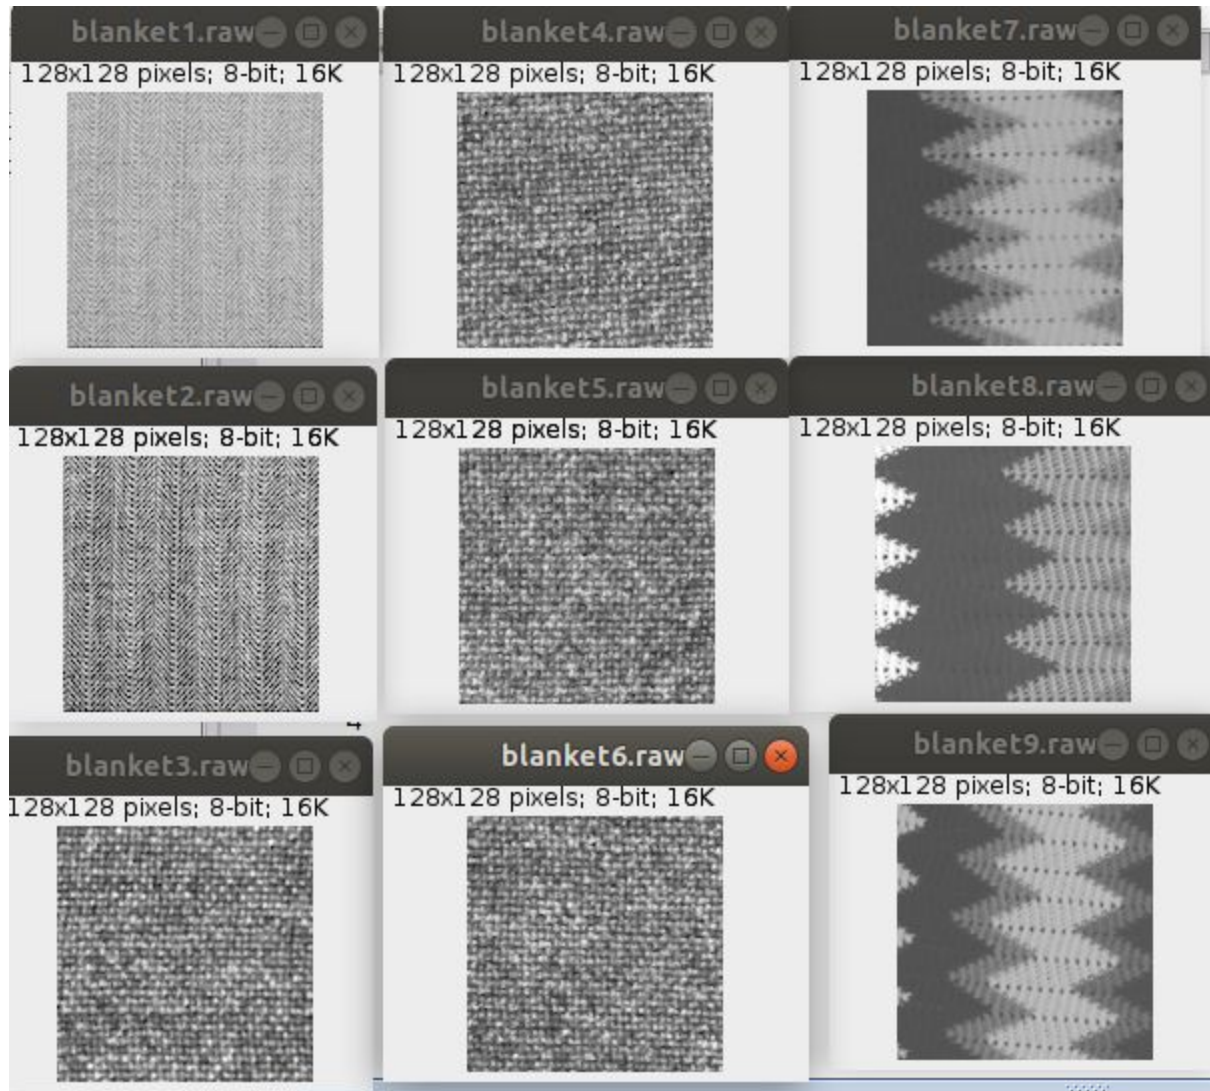 blanket1.raw
128x128 pixels; 8-bit; 16K
blanket4.raw
128x128 pixels; 8-bit; 16K
blanket7.raw
128x128 pixels; 8-bit; 16K
blanket2.raw
128x128 pixels; 8-bit; 16K
blanket5.raw
128x128 pixels; 8-bit; 16K
blanket8.raw
128x128 pixels; 8-bit; 16K
blanket3.raw
128x128 pixels; 8-bit; 16K
blanket6.raw
128x128 pixels; 8-bit; 16K
blanket9.raw
128x128 pixels; 8-bit; 16K